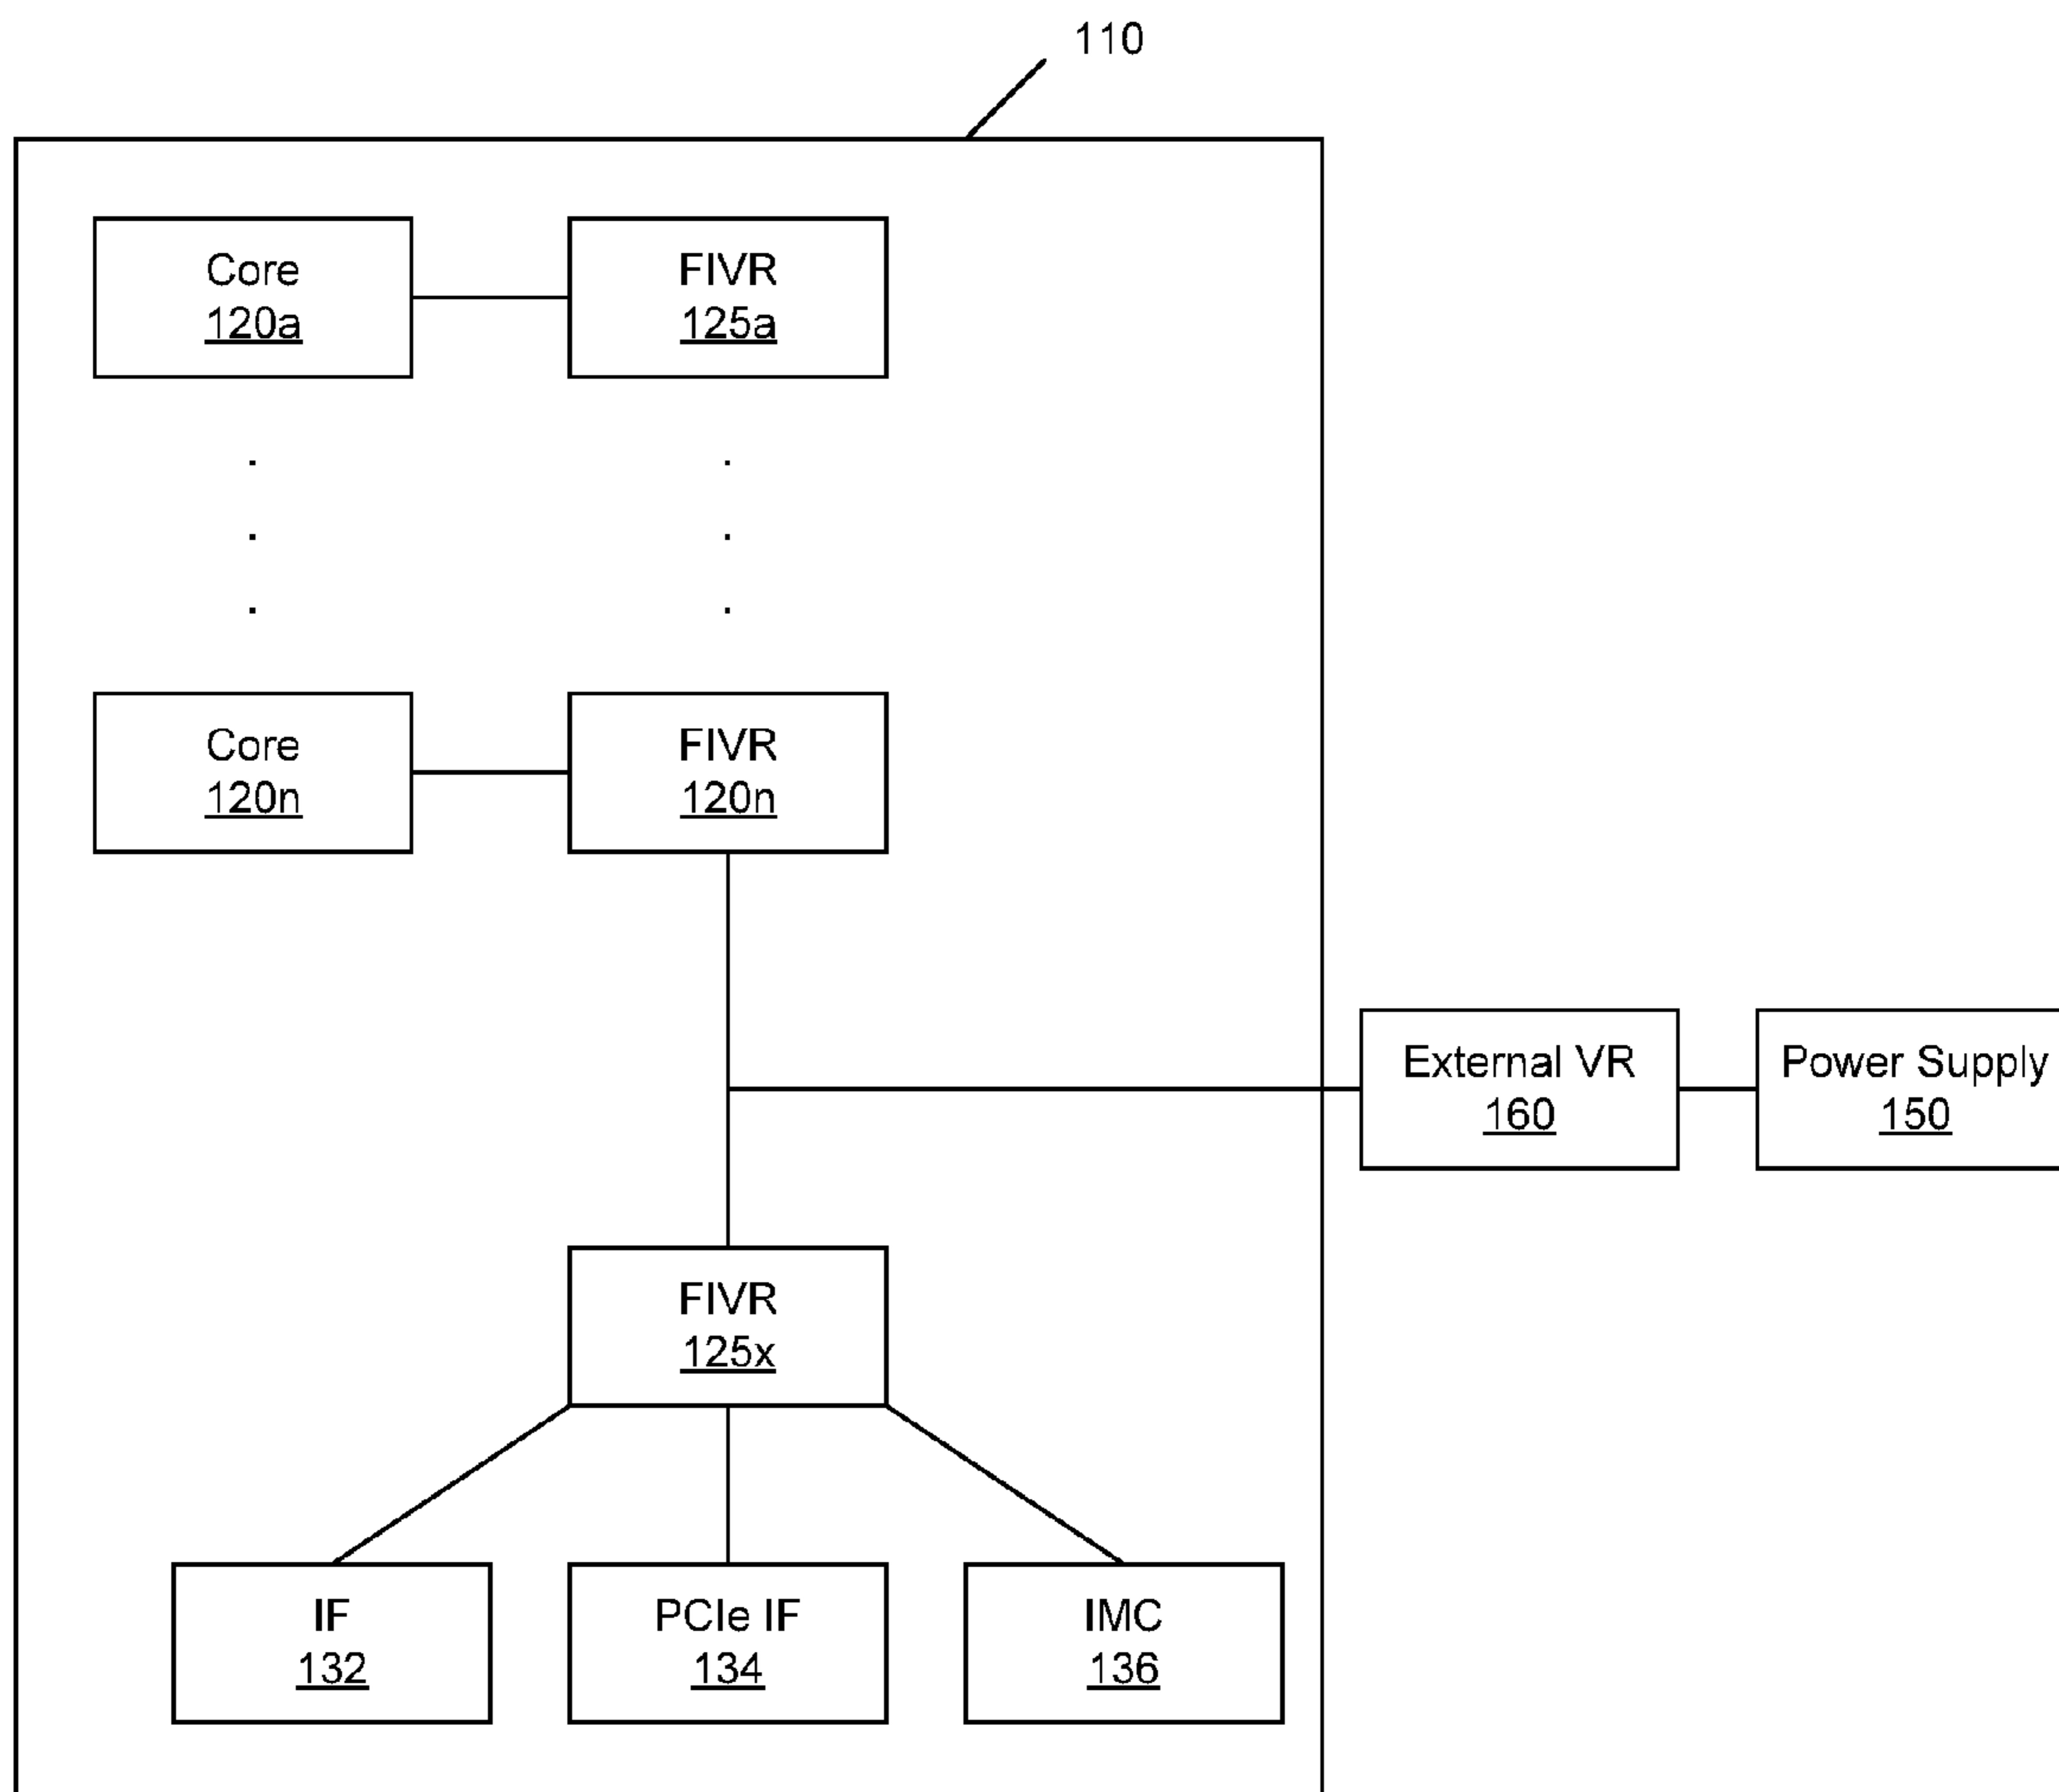 110
Core
120a
FIVR
125a
Core
120n
FIVR
120n
External VR
160
Power Supply
150
FIVR
125x
IF
132
PCIe IF
134
IMC
136